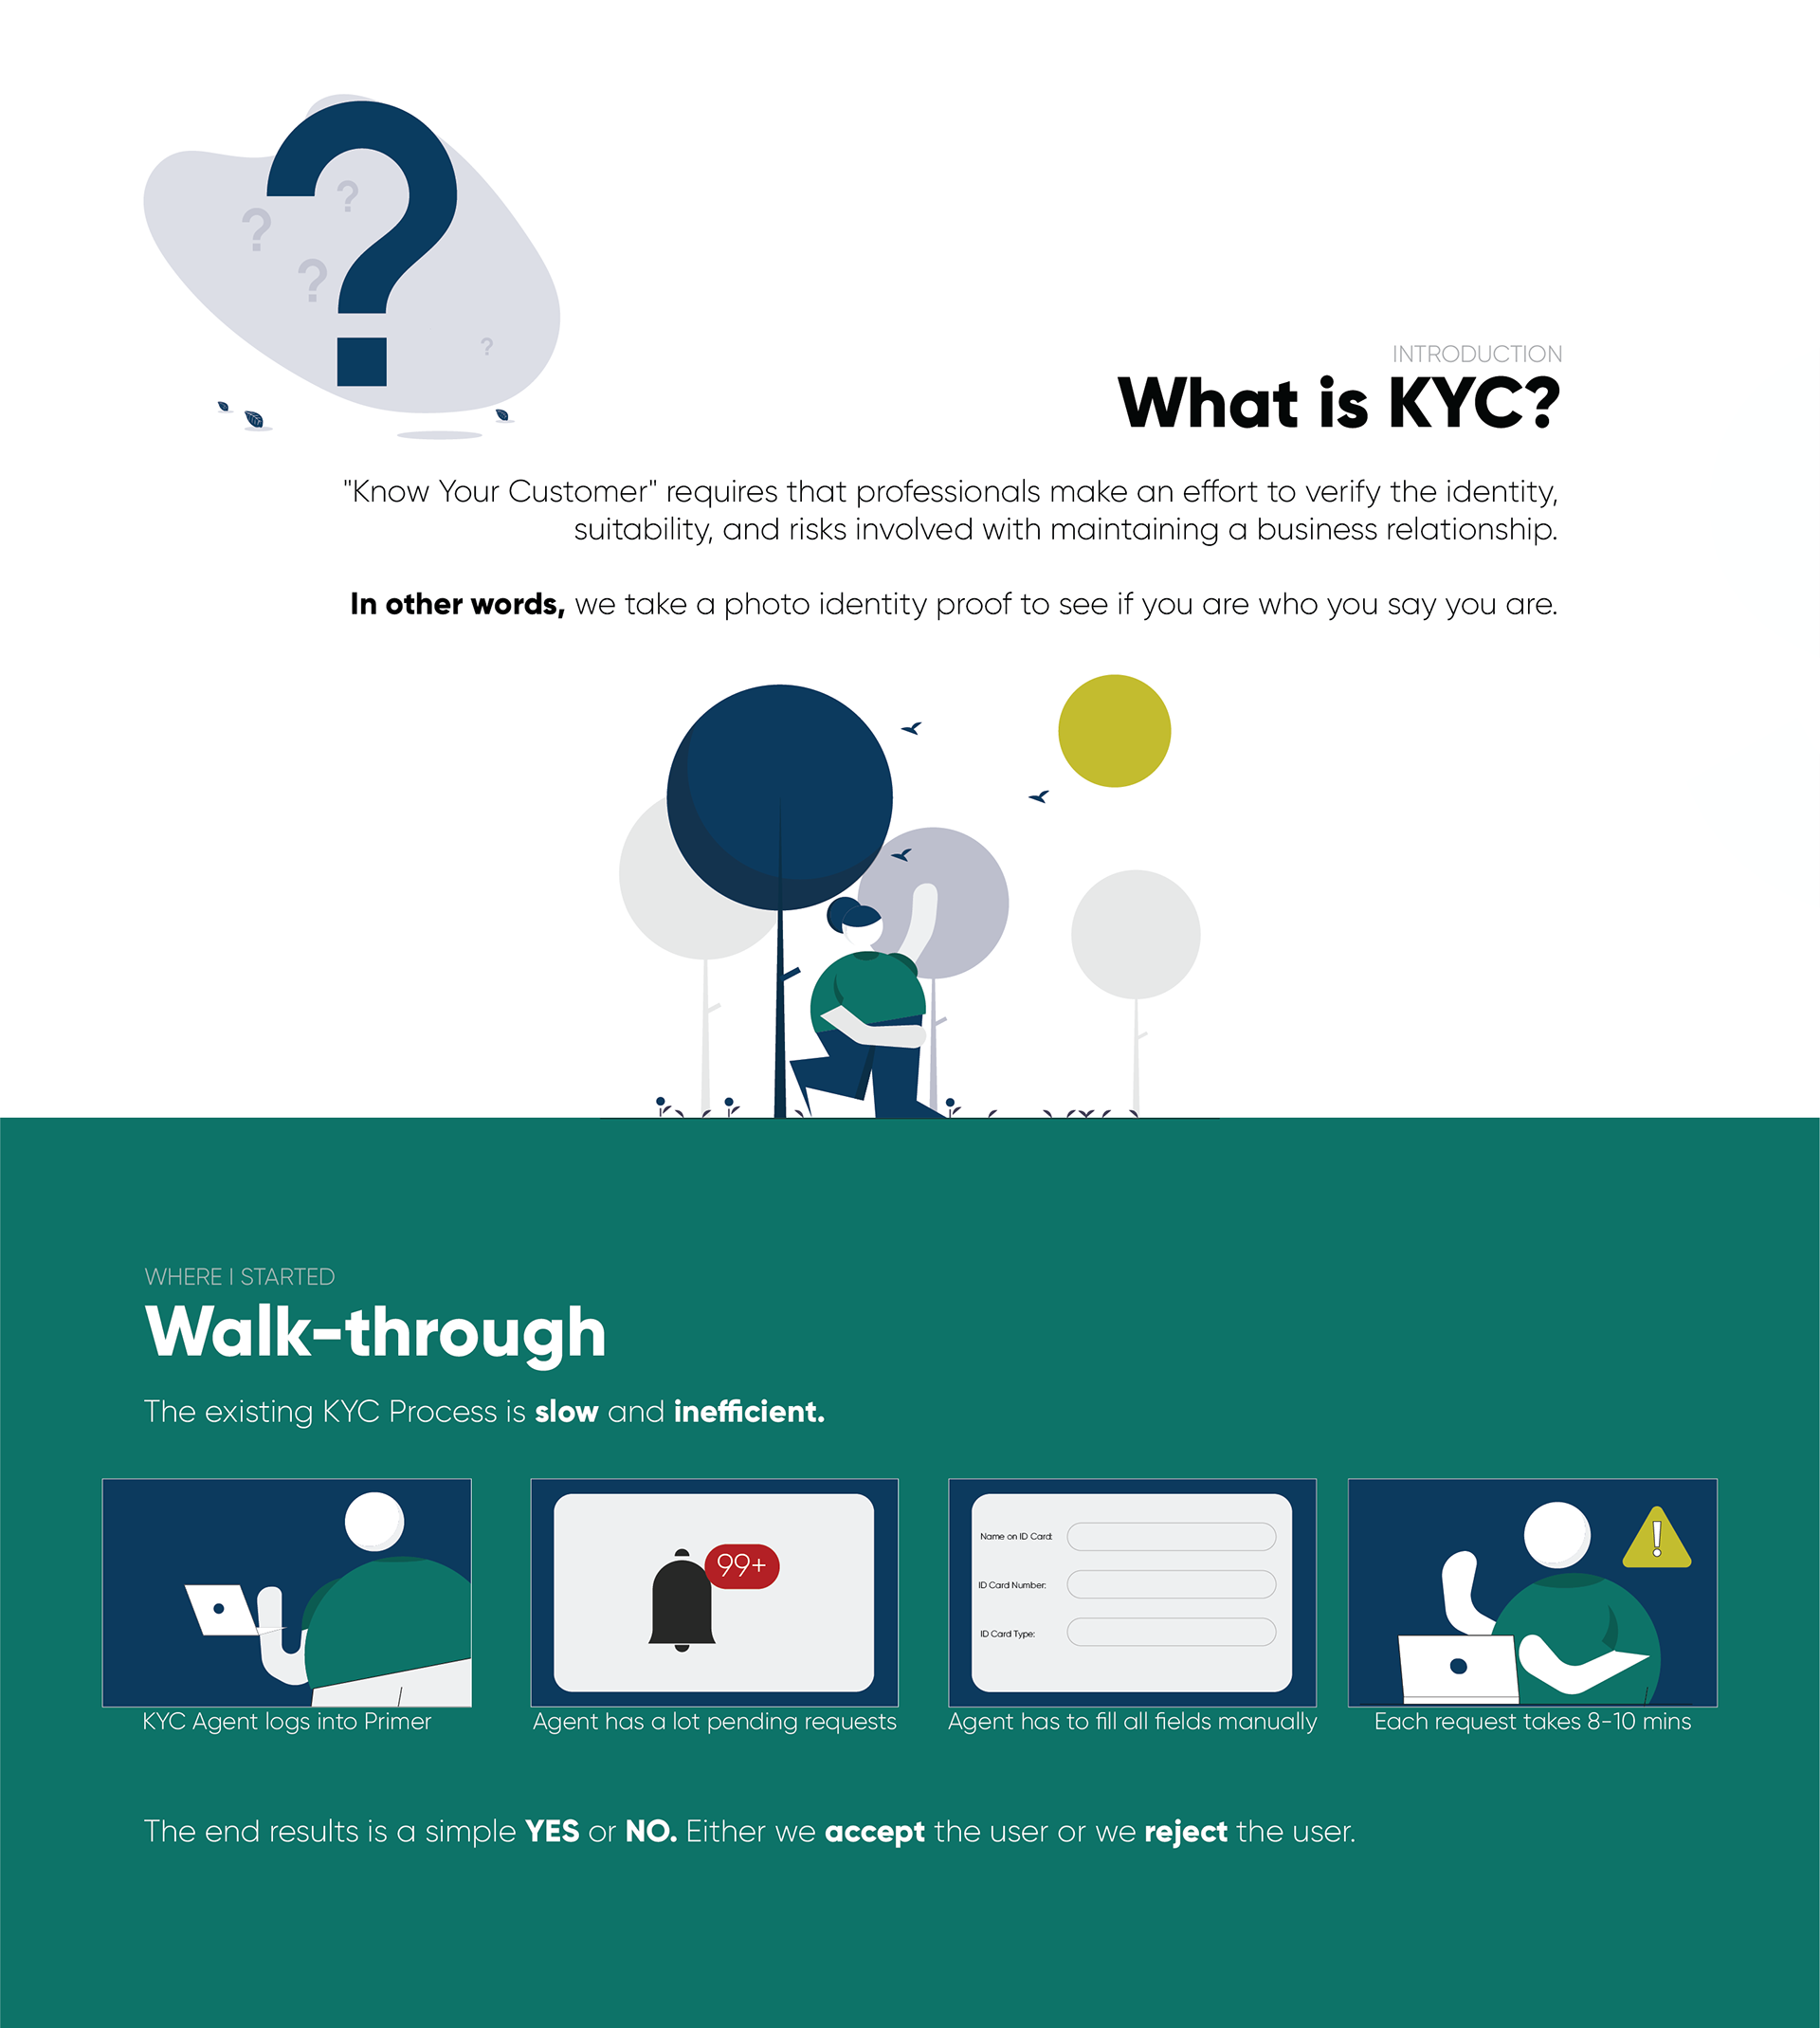 ?
?
?
?
?
INTRODUCTION
What is KYC?
"Know Your Customer" requires that professionals make an effort to verify the identity,
suitability, and risks involved with maintaining a business relationship.
In other words, we take a photo identity proof to see if you are who you say you are.
WHERE I STARTED
Walk-through
The existing KYC Process is slow and inefficient.
99+
Name on ID Card:
ID Card Number:
ID Card Type:
!
KYC Agent logs into Primer
Agent has a lot pending requests
Agent has to fill all fields manually
Each request takes 8-10 mins
The end results is a simple YES or NO. Either we accept the user or we reject the user.